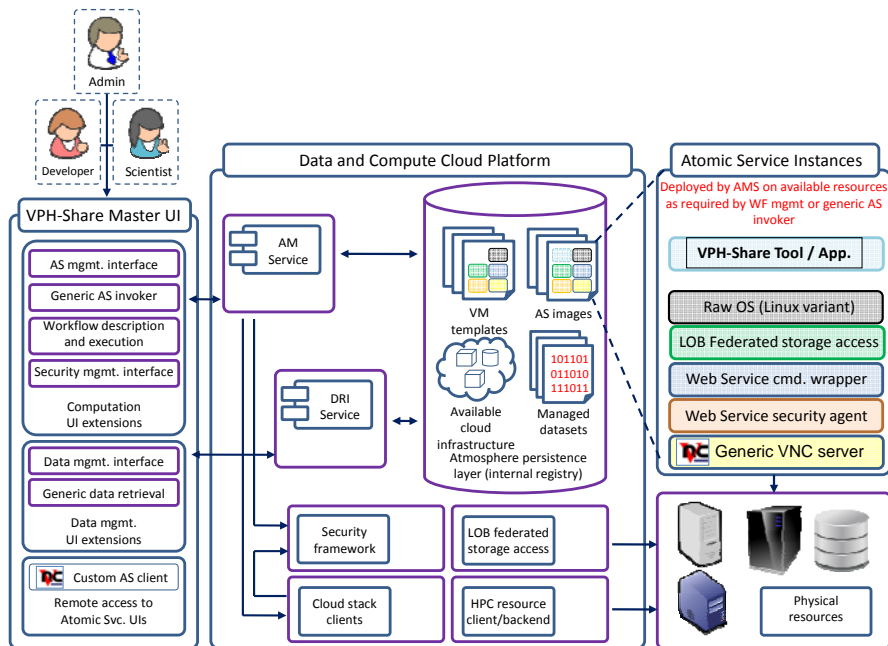 Admin
Developer
Scientist
VPH-Share Master UI
AS mgmt. interface
Generic AS invoker
Workflow description
and execution
Security mgmt. interface
Computation
UI extensions
Data mgmt. interface
Generic data retrieval
Data mgmt.
UI extensions
Custom AS client
Remote access to
Atomic Svc. UIs
Data and Compute Cloud Platform
AM
Service
DRI
Service
VM
templates
AS images
101101
011010
111011
Available
cloud
infrastructure
Managed
datasets
Atmosphere persistence
layer (internal registry)
Security
framework
LOB federated
storage access
Cloud stack
clients
HPC resource
client/backend
Atomic Service Instances
Deployed by AMS on available resources
as required by WF mgmt or generic AS
invoker
VPH-Share Tool / App.
Raw OS (Linux variant)
LOB Federated storage access
Web Service cmd. wrapper
Web Service security agent
Generic VNC server
Physical
resources